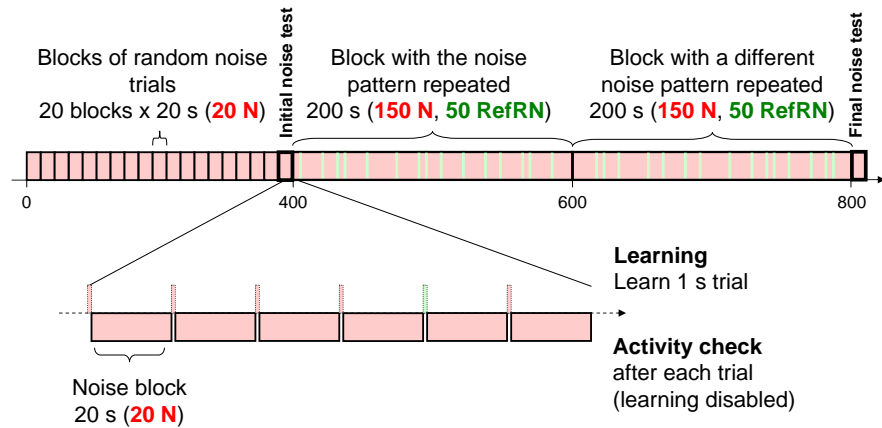 Blocks of random noise
trials
20 blocks x 20 s (20 N)
Initial noise test
Block with the noise
pattern repeated
200 s (150 N, 50 RefRN)
Block with a different
noise pattern repeated
200 s (150 N, 50 RefRN)
Final noise test
0
400
600
800
Learning
Learn 1 s trial
Activity check
after each trial
(learning disabled)
Noise block
20 s (20 N)